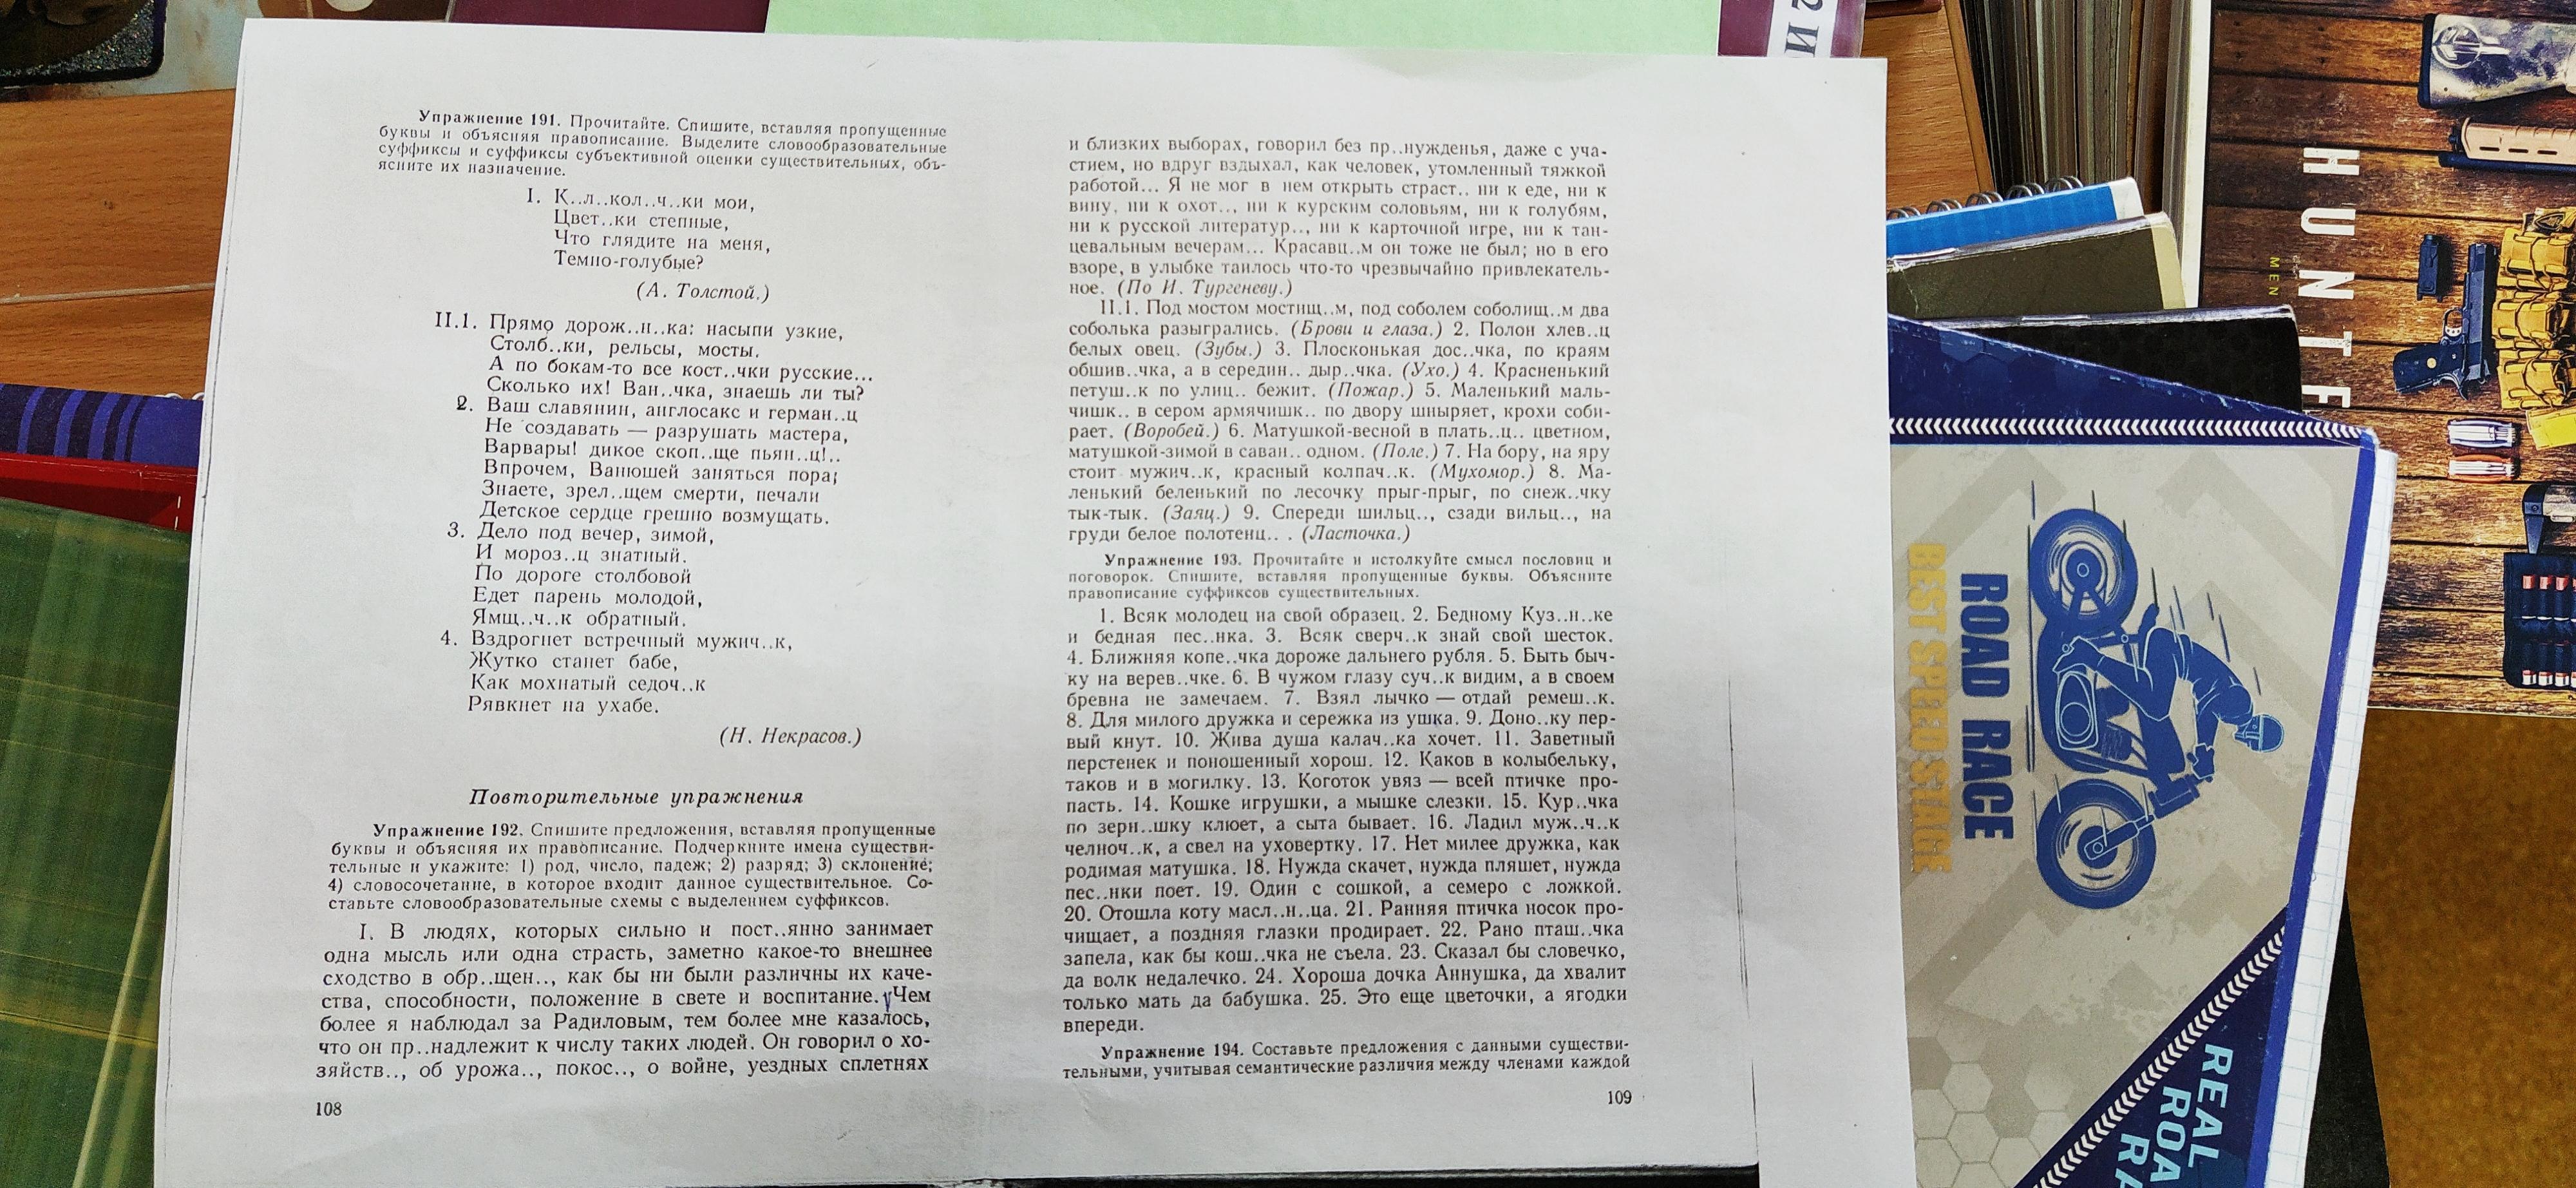 Упражнение 191. Прочитайте. Спишите, вставляя пропущенные
буквы и объясняя правописание. Выделите словообразовательные
суффиксы и суффиксы субъективной оценки существительных, объ-
ясните их назначение.
I. К..л..кол..ч..ки мои,
Цвет..ки степные,
Что глядите на меня,
Темно-голубые?
(А. Толстой.)
II.1. Прямо дорож..н..ка: насыпи узкие,
Столб..ки, рельсы, мосты.
А по бокам-то все кост..чки русские...
Сколько их! Ван..чка, знаешь ли ты?
2. Ваш славянин, англосакс и герман..ц
Не создавать — разрушать мастера,
Варвары! дикое скоп..ще пьян..ц!..
Впрочем, Ванюшей заняться пора;
Знаете, зрел..щем смерти, печали
Детское сердце грешно возмущать.
3. Дело под вечер, зимой,
И мороз..ц знатный.
По дороге столбовой
Едет парень молодой,
Ямщ..ч..к обратный.
4. Вздрогнет встречный мужич..к,
Жутко станет бабе,
Как мохнатый седоч..к
Рявкнет на ухабе.
(Н. Некрасов.)
Повторительные упражнения
Упражнение 192. Спишите предложения, вставляя пропущенные
буквы и объясняя их правописание. Подчеркните имена существи-
тельные и укажите: 1) род, число, падеж; 2) разряд; 3) склонение;
4) словосочетание, в которое входит данное существительное. Со-
ставьте словообразовательные схемы с выделением суффиксов.
I. В людях, которых сильно и пост..янно занимает
одна мысль или одна страсть, заметно какое-то внешнее
сходство в обр..щен.., как бы ни были различны их каче-
ства, способности, положение в свете и воспитание. Чем
более я наблюдал за Радиловым, тем более мне казалось,
что он пр..надлежит к числу таких людей. Он говорил о хо-
зяйств.., об урожа.., покос.., о войне, уездных сплетнях
108
и близких выборах, говорил без пр..нужденья, даже с уча-
стием, но вдруг вздыхал, как человек, утомленный тяжкой
работой... Я не мог в нем открыть страст.. ни к еде, ни к
вину, ни к охот.., ни к курским соловьям, ни к голубям,
ни к русской литератур.., ни к карточной игре, ни к тан-
цевальным вечерам... Красавц..м он тоже не был; но в его
взоре, в улыбке таилось что-то чрезвычайно привлекатель-
ное. (По И. Тургеневу.)
II.1. Под мостом мостищ..м, под соболем соболищ..м два
соболька разыгрались. (Брови и глаза.) 2. Полон хлев..ц
белых овец. (Зубы.) 3. Плосконькая дос..чка, по краям
обшив..чка, а в середин.. дыр..чка. (Ухо.) 4. Красненький
петуш..к по улиц.. бежит. (Пожар.) 5. Маленький маль-
чишк.. в сером армячишк.. по двору шныряет, крохи соби-
рает. (Воробей.) 6. Матушкой-весной в плать..ц.. цветном,
матушкой-зимой в саван.. одном. (Поле.) 7. На бору, на яру
стоит мужич..к, красный колпач..к. (Мухомор.) 8. Ма-
ленький беленький по лесочку прыг-прыг, по снеж..чку
тык-тык. (Заяц.) 9. Спереди шильц.., сзади вильц.., на
груди белое полотенц.. . (Ласточка.)
Упражнение 193. Прочитайте и истолкуйте смысл пословиц и
поговорок. Спишите, вставляя пропущенные буквы. Объясните
правописание суффиксов существительных.
1. Всяк молодец на свой образец. 2. Бедному Куз..н..ке
и бедная пес..нка. 3. Всяк сверч..к знай свой шесток.
4. Ближняя копе..чка дороже дальнего рубля. 5. Быть быч-
ку на верев..чке. 6. В чужом глазу суч..к видим, а в своем
бревна не замечаем. 7. Взял лычко — отдай ремеш..к.
8. Для милого дружка и сережка из ушка. 9. Доно..ку пер-
вый кнут. 10. Жива душа калач..ка хочет. 11. Заветный
перстенек и поношенный хорош. 12. Каков в колыбельку,
таков и в могилку. 13. Коготок увяз — всей птичке про-
пасть. 14. Кошке игрушки, а мышке слезки. 15. Кур..чка
по зерн..шку клюет, а сыта бывает. 16. Ладил муж..ч..к
челноч..к, а свел на уховертку. 17. Нет милее дружка, как
родимая матушка. 18. Нужда скачет, нужда пляшет, нужда
пес..нки поет. 19. Один с сошкой, а семеро с ложкой.
20. Отошла коту масл..н..ца. 21. Ранняя птичка носок про-
чищает, а поздняя глазки продирает. 22. Рано пташ..чка
запела, как бы кош..чка не съела. 23. Сказал бы словечко,
да волк недалечко. 24. Хороша дочка Аннушка, да хвалит
только мать да бабушка. 25. Это еще цветочки, а ягодки
впереди.
Упражнение 194. Составьте предложения с данными существи-
тельными, учитывая семантические различия между членами каждой
109
HUNTE
MEN
ROAD RACE
BEST SPEED STAGE
REAL
ROA
RA